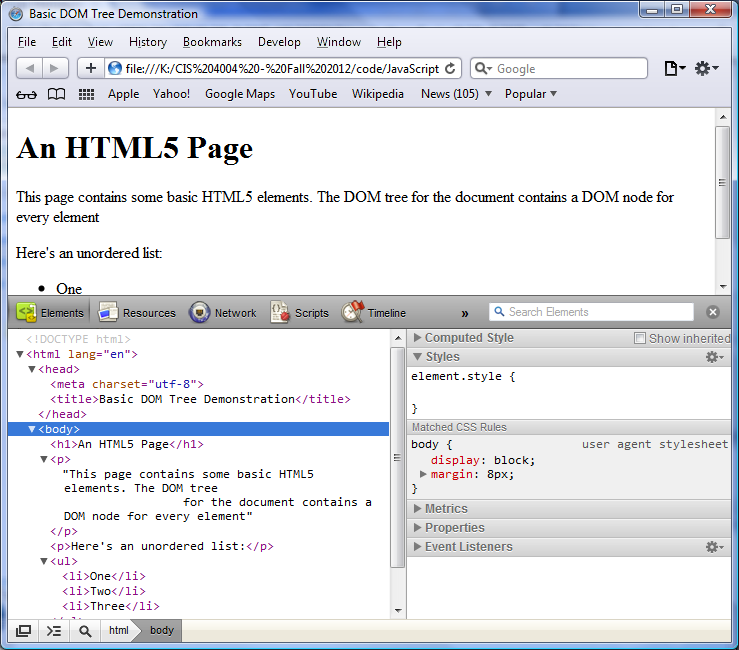 Basic DOM Tree Demonstration
File Edit View History Bookmarks Develop Window Help
file:///K:/CIS%204004%20-%20Fall%202012/code/JavaScript
Google
Apple Yahoo! Google Maps YouTube Wikipedia News (105) Popular
An HTML5 Page
This page contains some basic HTML5 elements. The DOM tree for the document contains a DOM node for
every element
Here's an unordered list:
• One
Elements Resources Network Scripts Timeline » Search Elements
<!DOCTYPE html>
<html lang="en">
<head>
<meta charset="utf-8">
<title>Basic DOM Tree Demonstration</title>
</head>
<body>
<h1>An HTML5 Page</h1>
<p>
"This page contains some basic HTML5
elements. The DOM tree
for the document contains a
DOM node for every element"
</p>
<p>Here's an unordered list:</p>
<ul>
<li>One</li>
<li>Two</li>
<li>Three</li>
Computed Style Show inherited
Styles
element.style {
}
Matched CSS Rules
body { user agent stylesheet
display: block;
margin: 8px;
}
Metrics
Properties
Event Listeners
html body